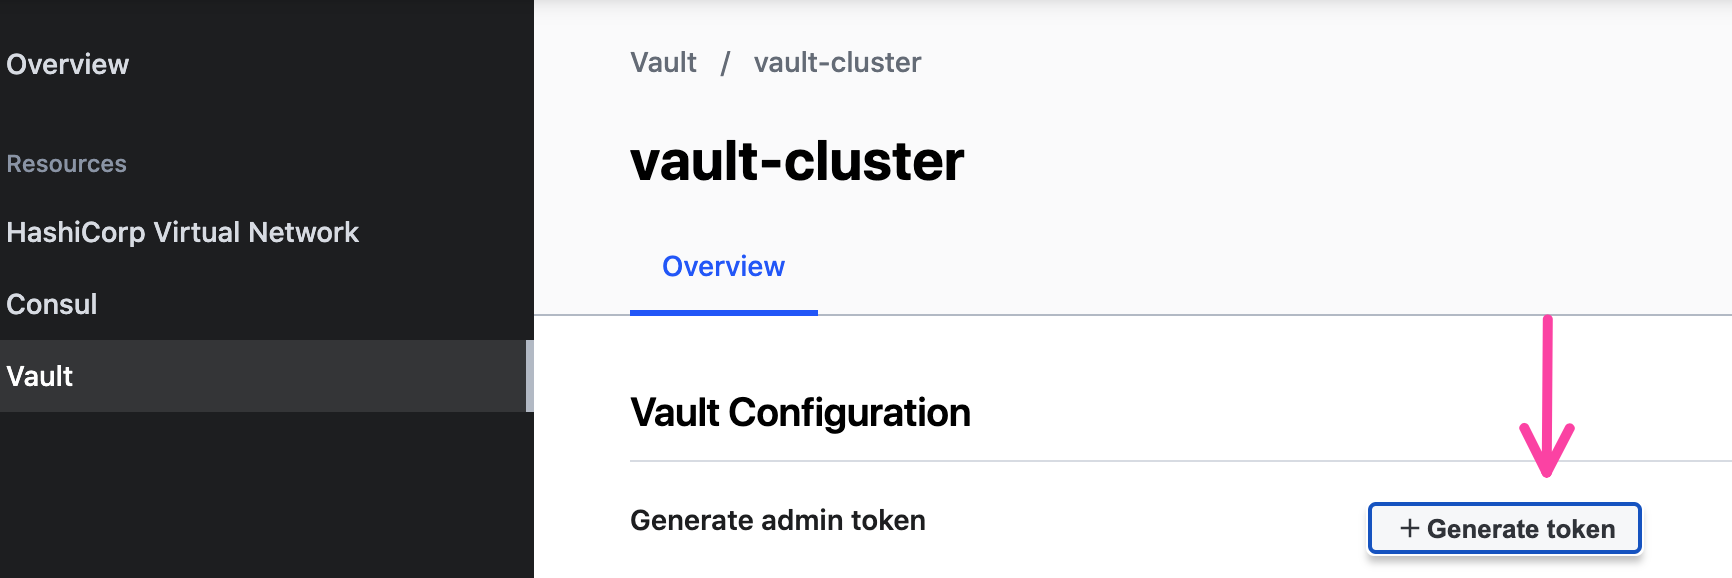 Overview
Resources
HashiCorp Virtual Network
Consul
Vault
Vault / vault-cluster
vault-cluster
Overview
Vault Configuration
Generate admin token
+ Generate token